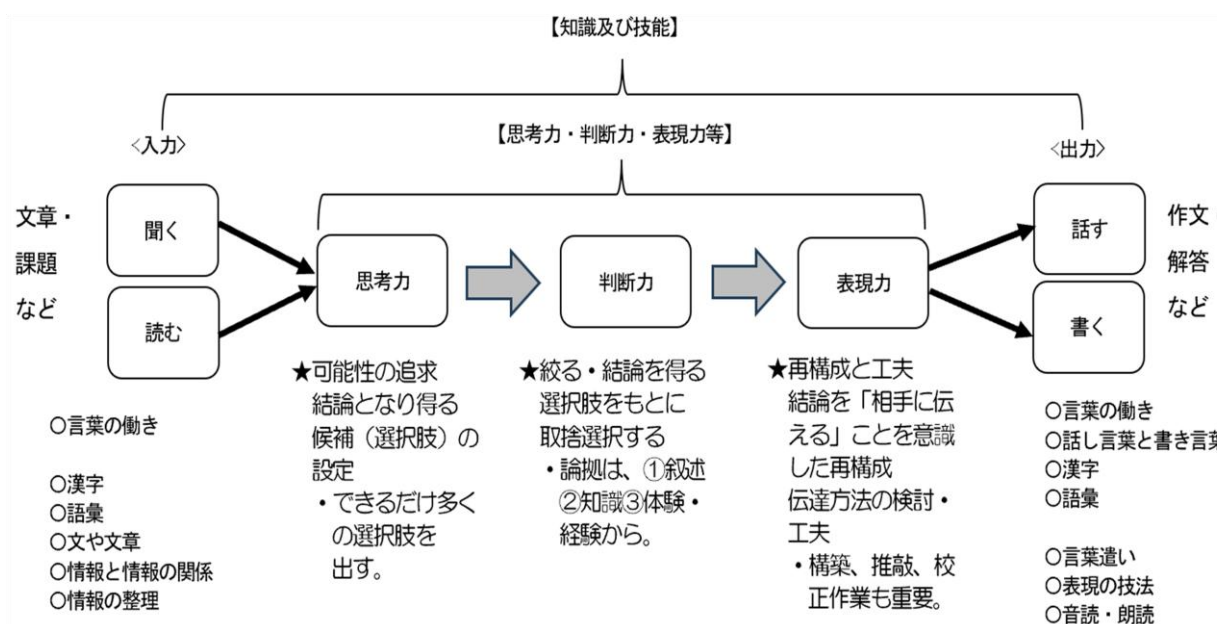 【知識及び技能】
【思考力・判断力・表現力等】
<入力>
<出力>
文章・
課題
など
聞く
読む
思考力
判断力
表現力
話す
書く
作文・
解答
など
★可能性の追求
結論となり得る
候補（選択肢）の
設定
・できるだけ多く
の選択肢を
出す。
★絞る・結論を得る
選択肢をもとに
取捨選択する
・論拠は、①叙述
②知識③体験・
経験から。
★再構成と工夫
結論を「相手に伝
える」ことを意識
した再構成
伝達方法の検討・
工夫
・構築、推敲、校
正作業も重要。
○言葉の働き
○漢字
○語彙
○文や文章
○情報と情報の関係
○情報の整理
○言葉の働き
○話し言葉と書き言葉
○漢字
○語彙
○言葉遣い
○表現の技法
○音読・朗読